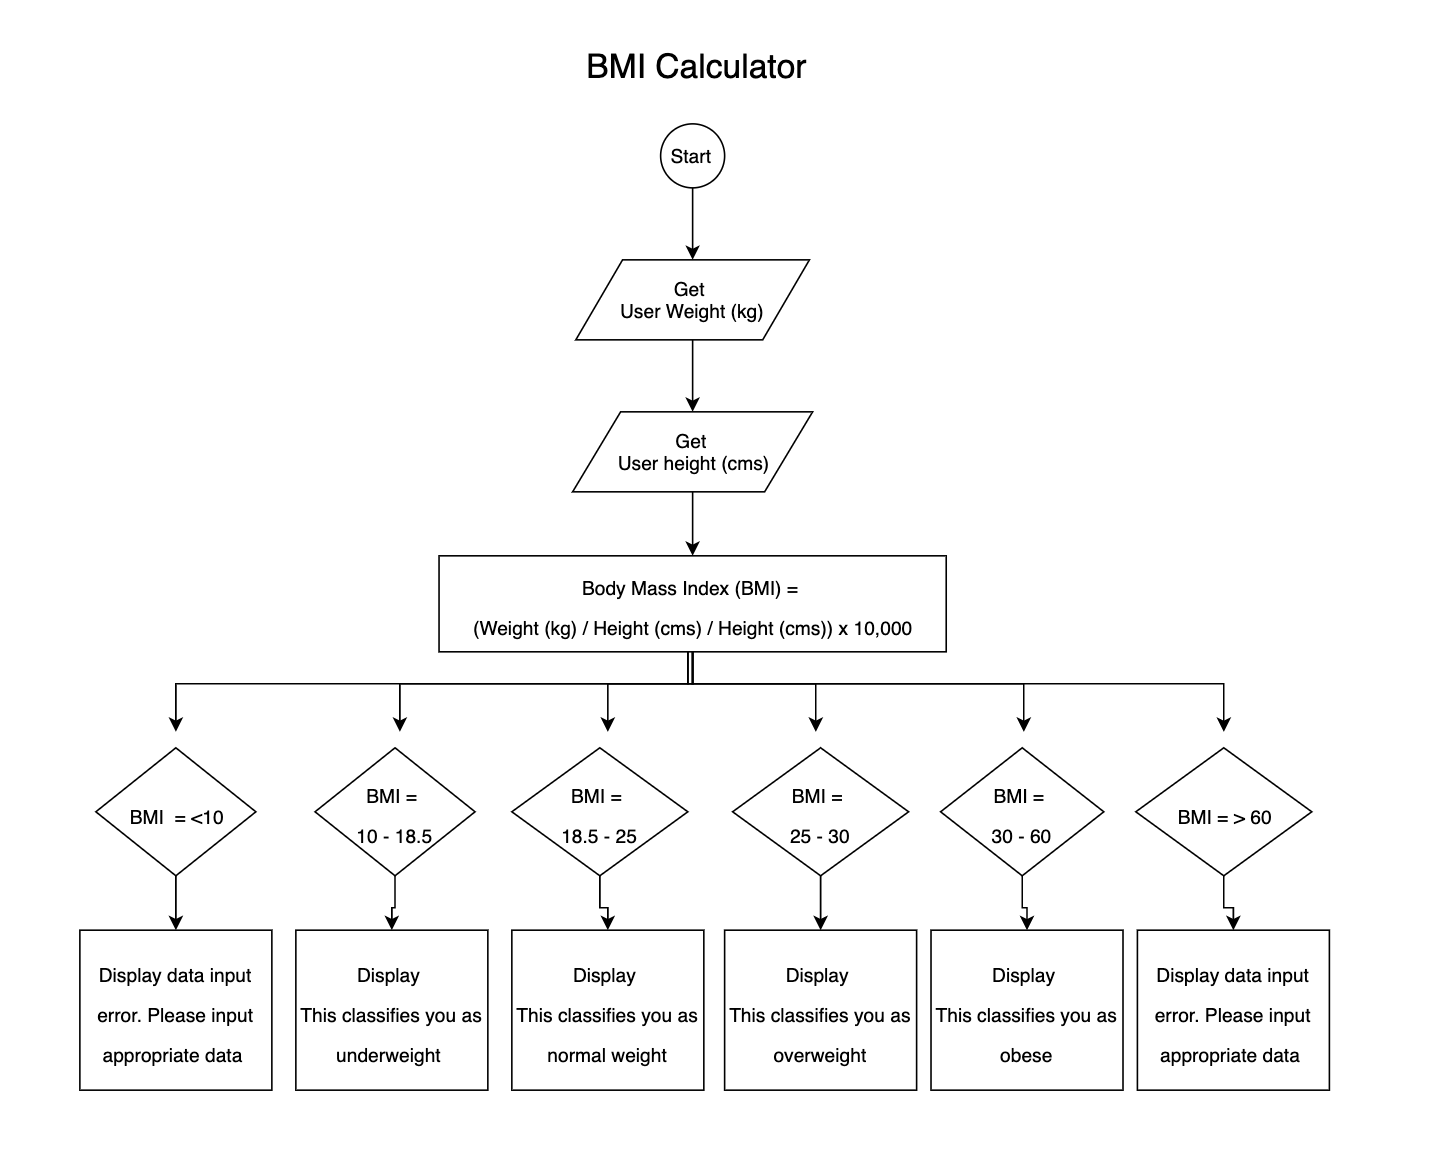 BMI Calculator
Start
Get
User Weight (kg)
Get
User height (cms)
Body Mass Index (BMI) =
(Weight (kg) / Height (cms) / Height (cms)) x 10,000
BMI = <10
BMI =
10 - 18.5
BMI =
18.5 - 25
BMI =
25 - 30
BMI =
30 - 60
BMI = > 60
Display data input
error. Please input
appropriate data
Display
This classifies you as
underweight
Display
This classifies you as
normal weight
Display
This classifies you as
overweight
Display
This classifies you as
obese
Display data input
error. Please input
appropriate data